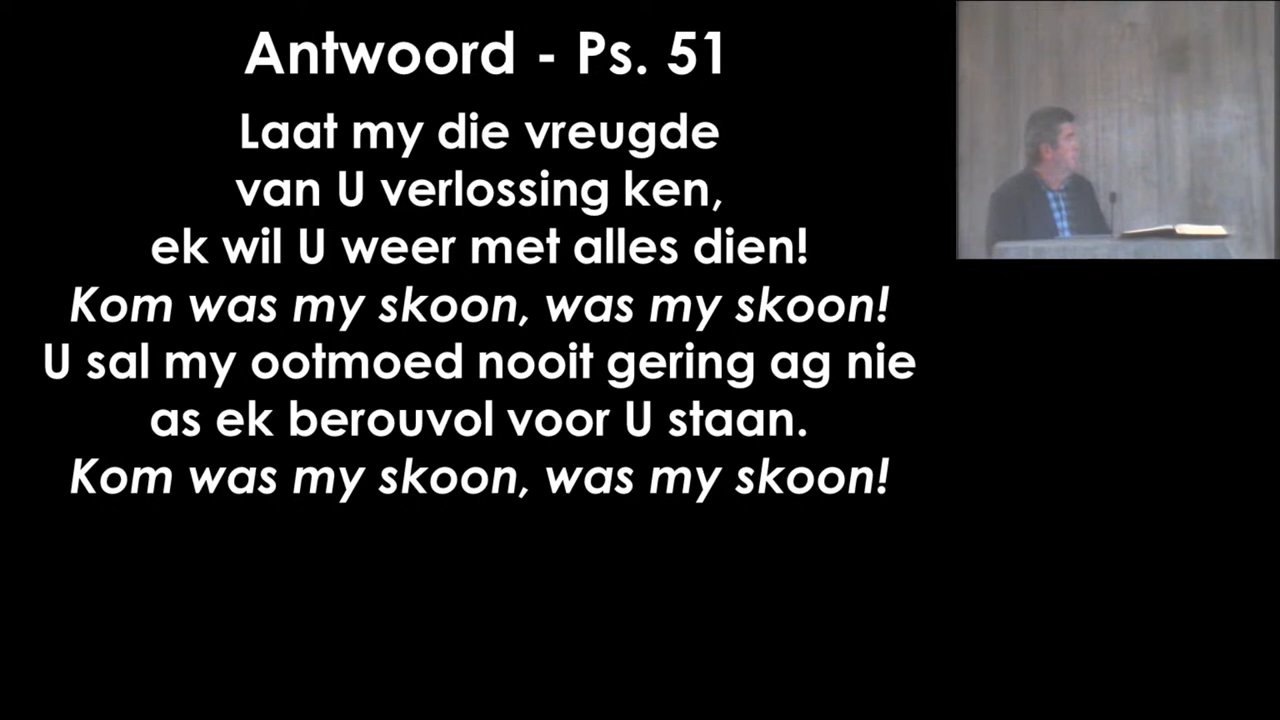 Antwoord - Ps. 51
Laat my die vreugde
van U verlossing ken,
ek wil U weer met alles dien!
Kom was my skoon, was my skoon!
U sal my ootmoed nooit gering ag nie
as ek berouvol voor U staan.
Kom was my skoon, was my skoon!